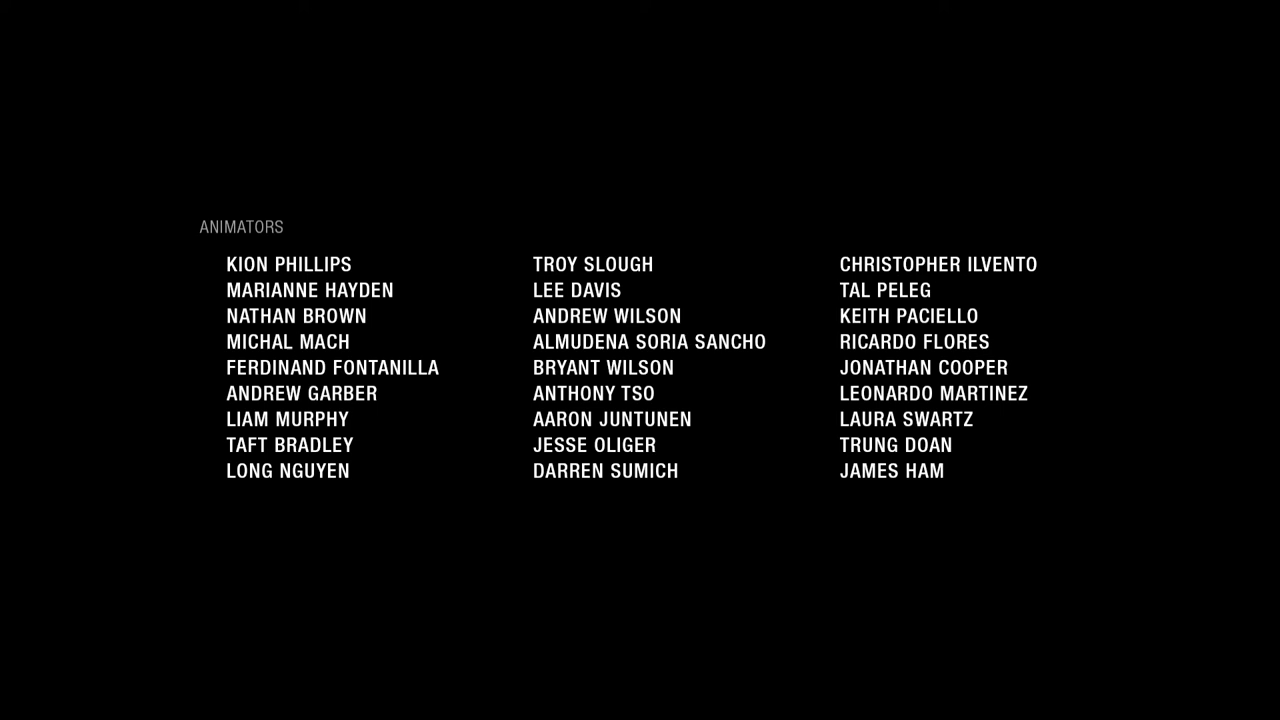 ANIMATORS
KION PHILLIPS
MARIANNE HAYDEN
NATHAN BROWN
MICHAL MACH
FERDINAND FONTANILLA
ANDREW GARBER
LIAM MURPHY
TAFT BRADLEY
LONG NGUYEN
TROY SLOUGH
LEE DAVIS
ANDREW WILSON
ALMUDENA SORIA SANCHO
BRYANT WILSON
ANTHONY TSO
AARON JUNTUNEN
JESSE OLIGER
DARREN SUMICH
CHRISTOPHER ILVENTO
TAL PELEG
KEITH PACIELLO
RICARDO FLORES
JONATHAN COOPER
LEONARDO MARTINEZ
LAURA SWARTZ
TRUNG DOAN
JAMES HAM